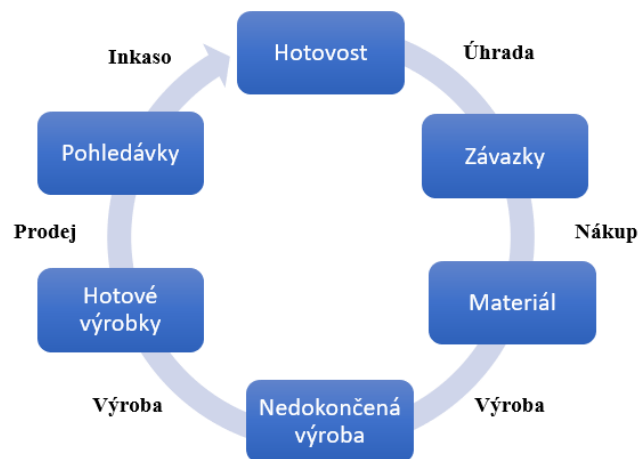 Inkaso
Hotovost
Úhrada
Pohledávky
Závazky
Prodej
Nákup
Hotové
výrobky
Materiál
Výroba
Nedokončená
výroba
Výroba